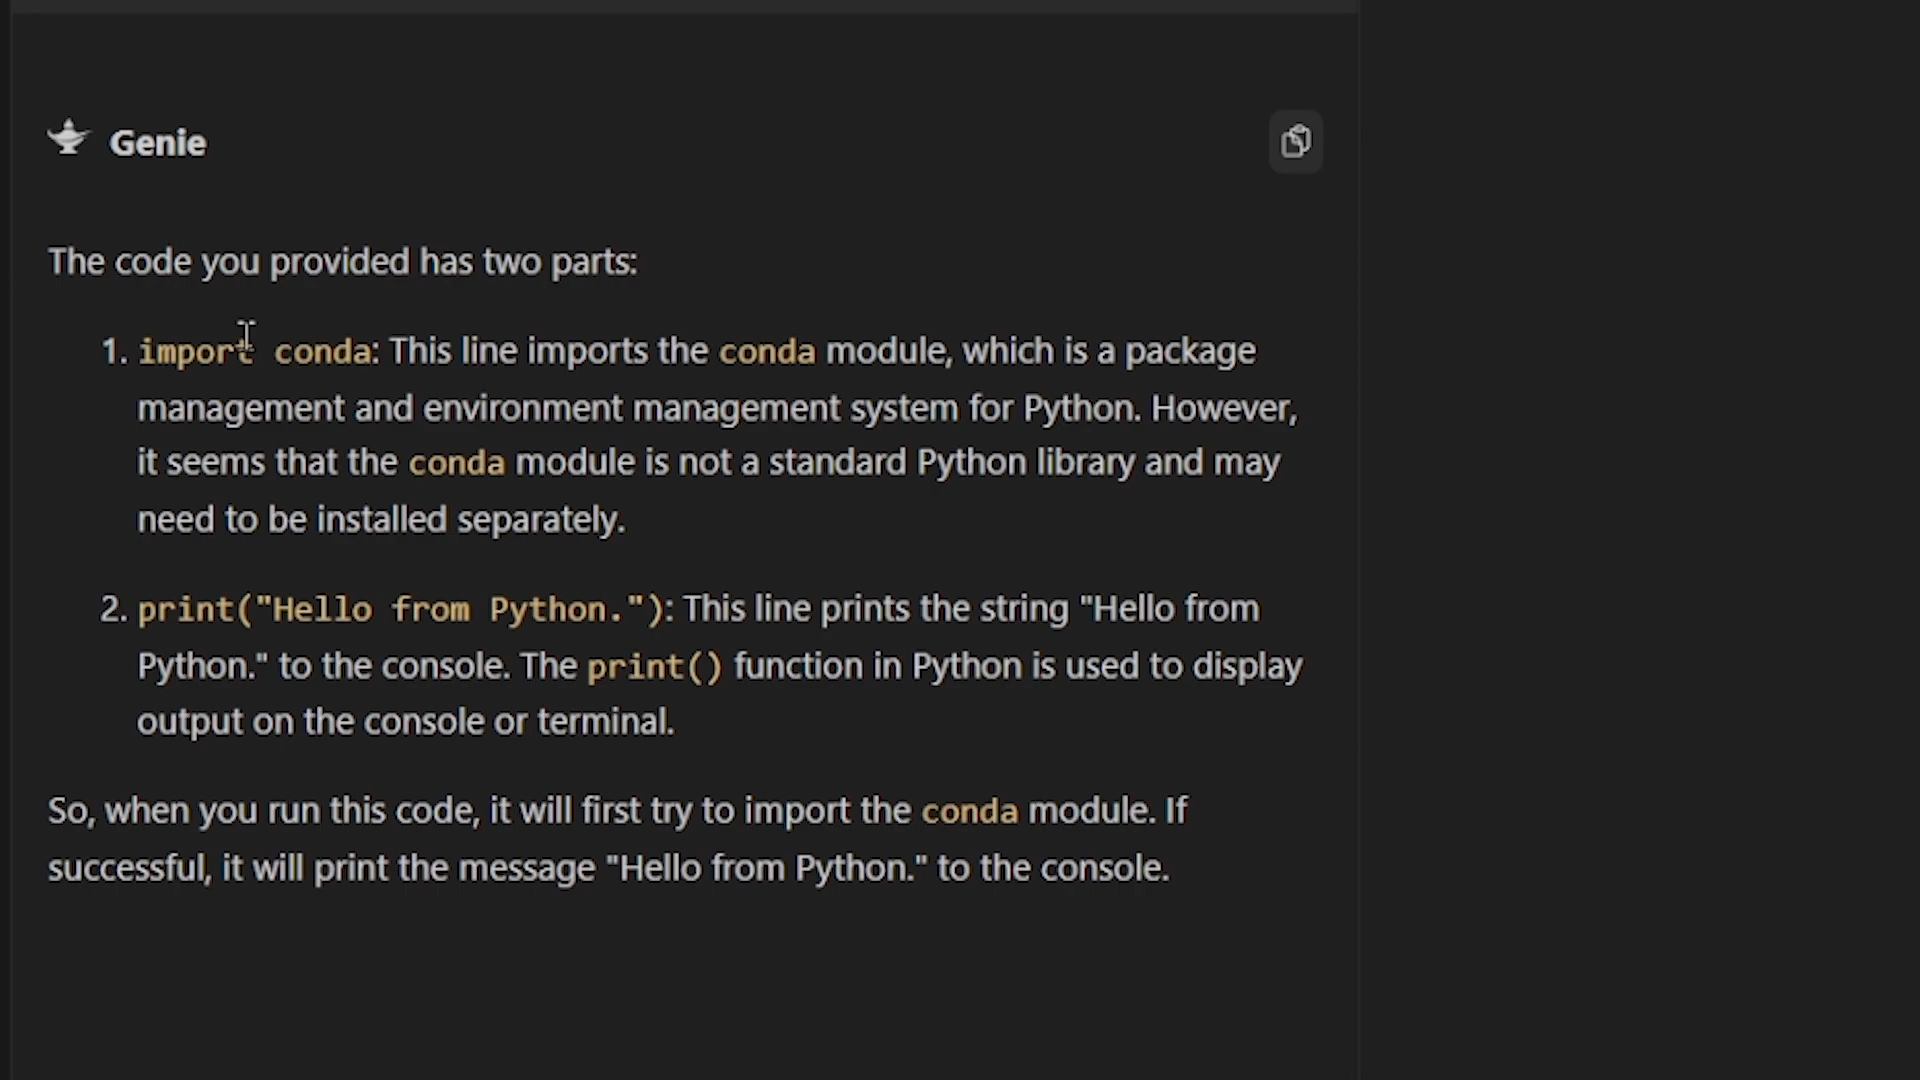 Genie
The code you provided has two parts:
1. import conda: This line imports the conda module, which is a package
management and environment management system for Python. However,
it seems that the conda module is not a standard Python library and may
need to be installed separately.
2. print("Hello from Python."): This line prints the string "Hello from
Python." to the console. The print() function in Python is used to display
output on the console or terminal.
So, when you run this code, it will first try to import the conda module. If
successful, it will print the message "Hello from Python." to the console.